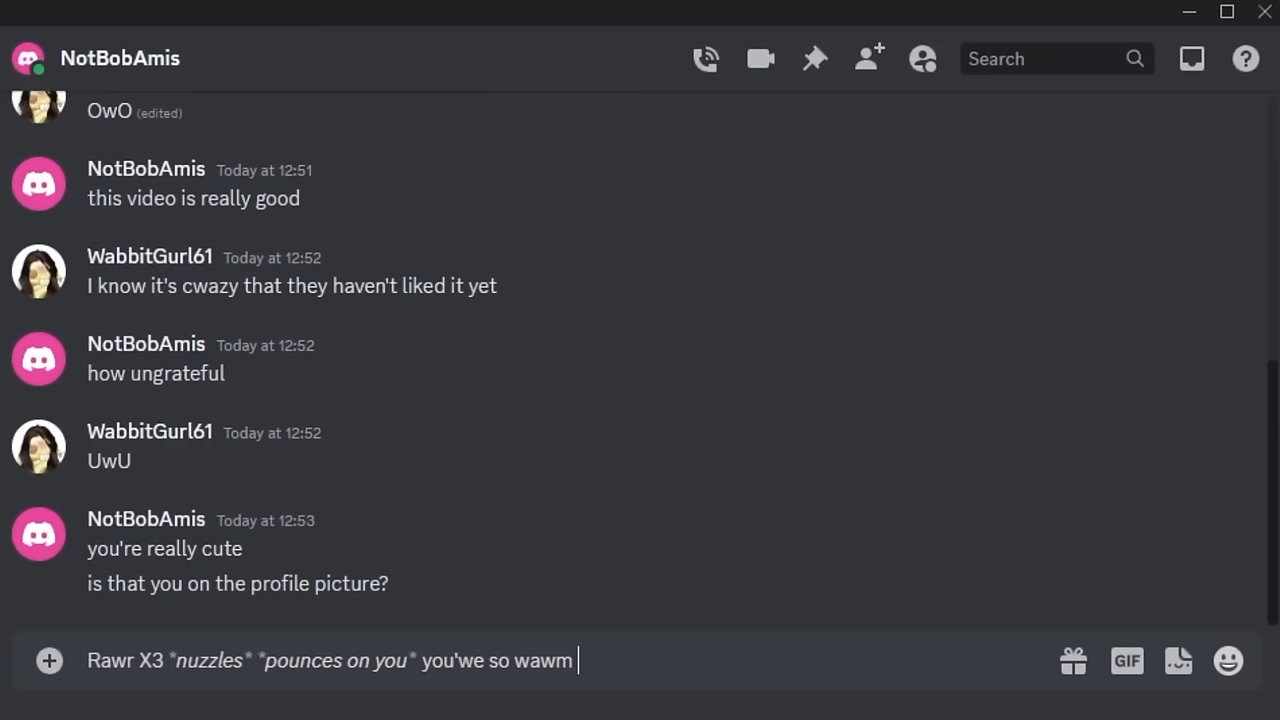 NotBobAmis
Search
OwO (edited)
NotBobAmis Today at 12:51
this video is really good
WabbitGurl61 Today at 12:52
I know it's cwazy that they haven't liked it yet
NotBobAmis Today at 12:52
how ungrateful
WabbitGurl61 Today at 12:52
UwU
NotBobAmis Today at 12:53
you're really cute
is that you on the profile picture?
Rawr X3 *nuzzles* *pounces on you* you'we so wawm
GIF